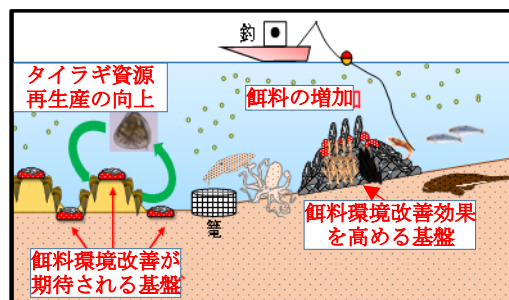 釣
タイラギ資源
再生産の向上
餌料の増加
篭
餌料環境改善効果
を高める基盤
餌料環境改善が
期待される基盤